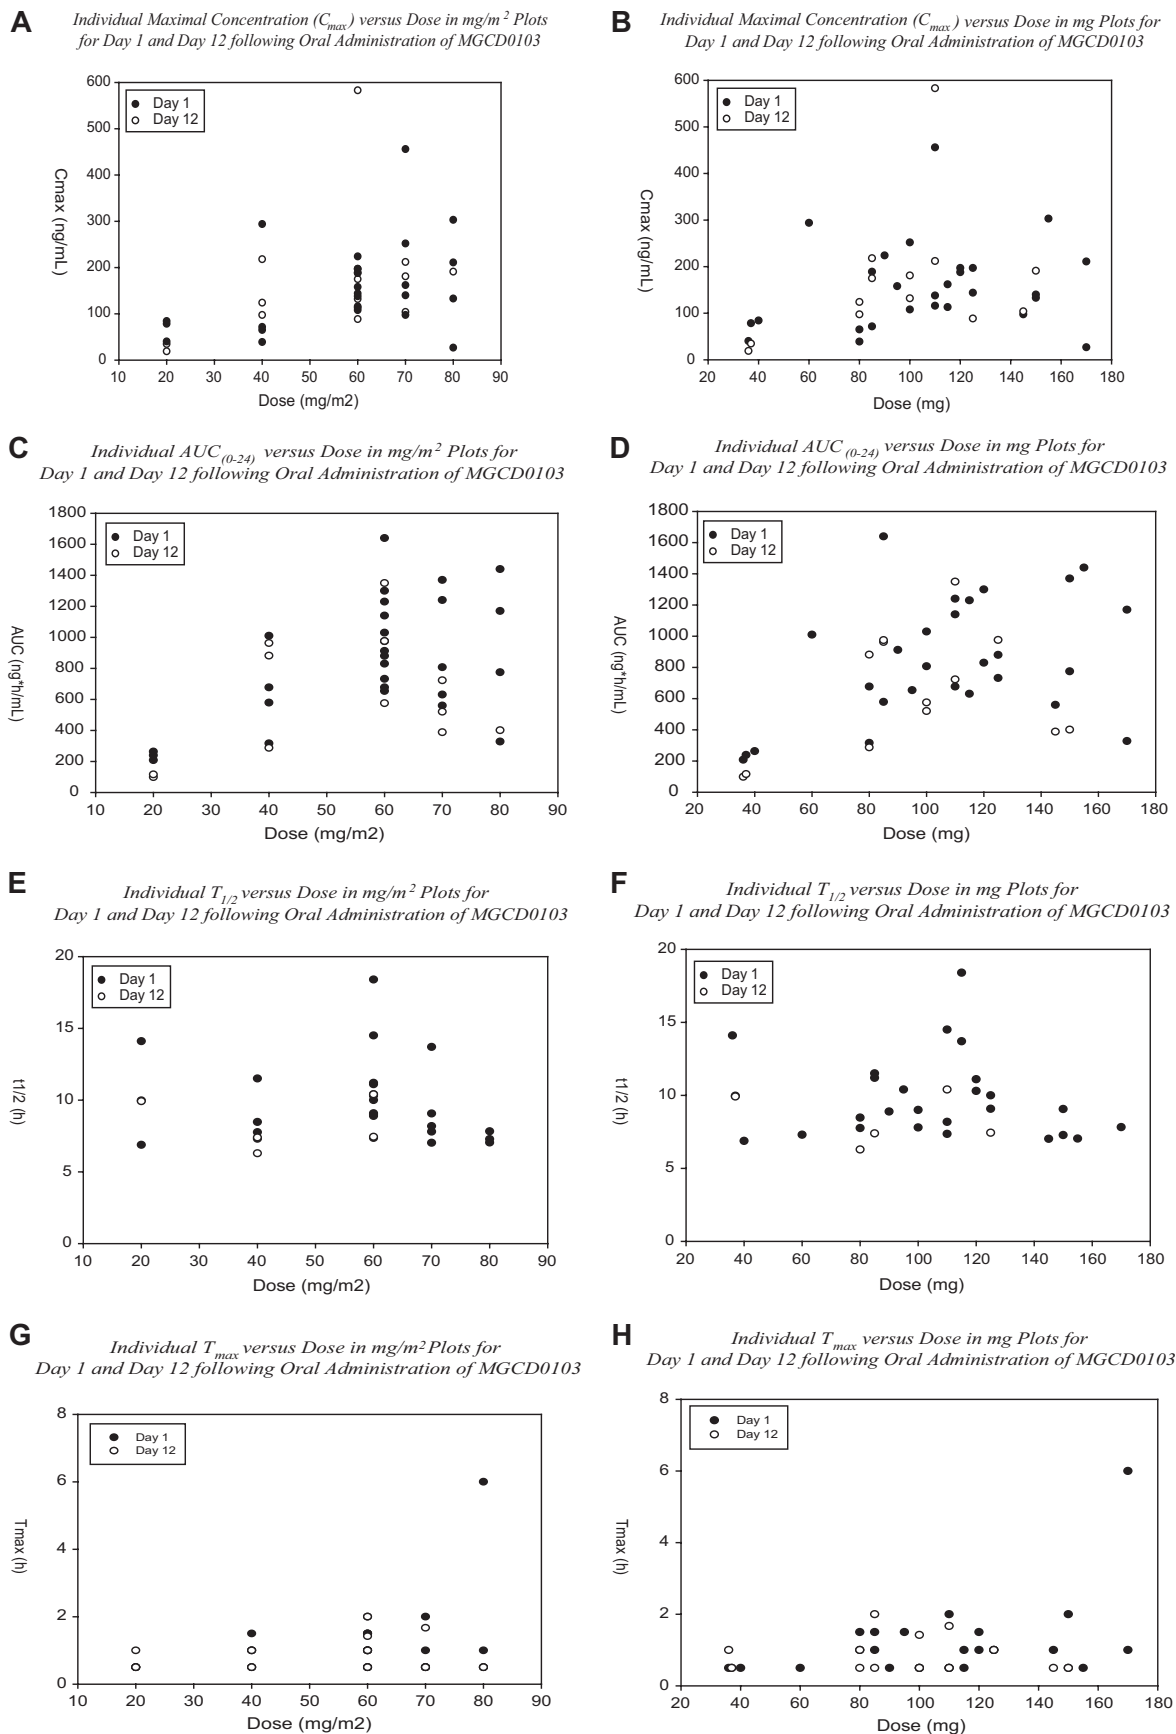 A
Individual Maximal Concentration (Cmax) versus Dose in mg/m² Plots
for Day 1 and Day 12 following Oral Administration of MGCD0103
600
500
400
300
200
100
0
Cmax (ng/mL)
Day 1
Day 12
10 20 30 40 50 60 70 80 90
Dose (mg/m2)
B
Individual Maximal Concentration (Cmax) versus Dose in mg Plots for
Day 1 and Day 12 following Oral Administration of MGCD0103
600
500
400
300
200
100
0
Cmax (ng/mL)
Day 1
Day 12
20 40 60 80 100 120 140 160 180
Dose (mg)
C
Individual AUC(0-24) versus Dose in mg/m² Plots for
Day 1 and Day 12 following Oral Administration of MGCD0103
1800
1600
1400
1200
1000
800
600
400
200
0
AUC (ng*h/mL)
Day 1
Day 12
10 20 30 40 50 60 70 80 90
Dose (mg/m2)
D
Individual AUC(0-24) versus Dose in mg Plots for
Day 1 and Day 12 following Oral Administration of MGCD0103
1800
1600
1400
1200
1000
800
600
400
200
0
AUC (ng*h/mL)
Day 1
Day 12
20 40 60 80 100 120 140 160 180
Dose (mg)
E
Individual T1/2 versus Dose in mg/m² Plots for
Day 1 and Day 12 following Oral Administration of MGCD0103
20
15
10
5
0
t1/2 (h)
Day 1
Day 12
10 20 30 40 50 60 70 80 90
Dose (mg/m2)
F
Individual T1/2 versus Dose in mg Plots for
Day 1 and Day 12 following Oral Administration of MGCD0103
20
15
10
5
0
t1/2 (h)
Day 1
Day 12
20 40 60 80 100 120 140 160 180
Dose (mg)
G
Individual Tmax versus Dose in mg/m² Plots for
Day 1 and Day 12 following Oral Administration of MGCD0103
8
6
4
2
0
Tmax (h)
Day 1
Day 12
10 20 30 40 50 60 70 80 90
Dose (mg/m2)
H
Individual Tmax versus Dose in mg Plots for
Day 1 and Day 12 following Oral Administration of MGCD0103
8
6
4
2
0
Tmax (h)
Day 1
Day 12
20 40 60 80 100 120 140 160 180
Dose (mg)